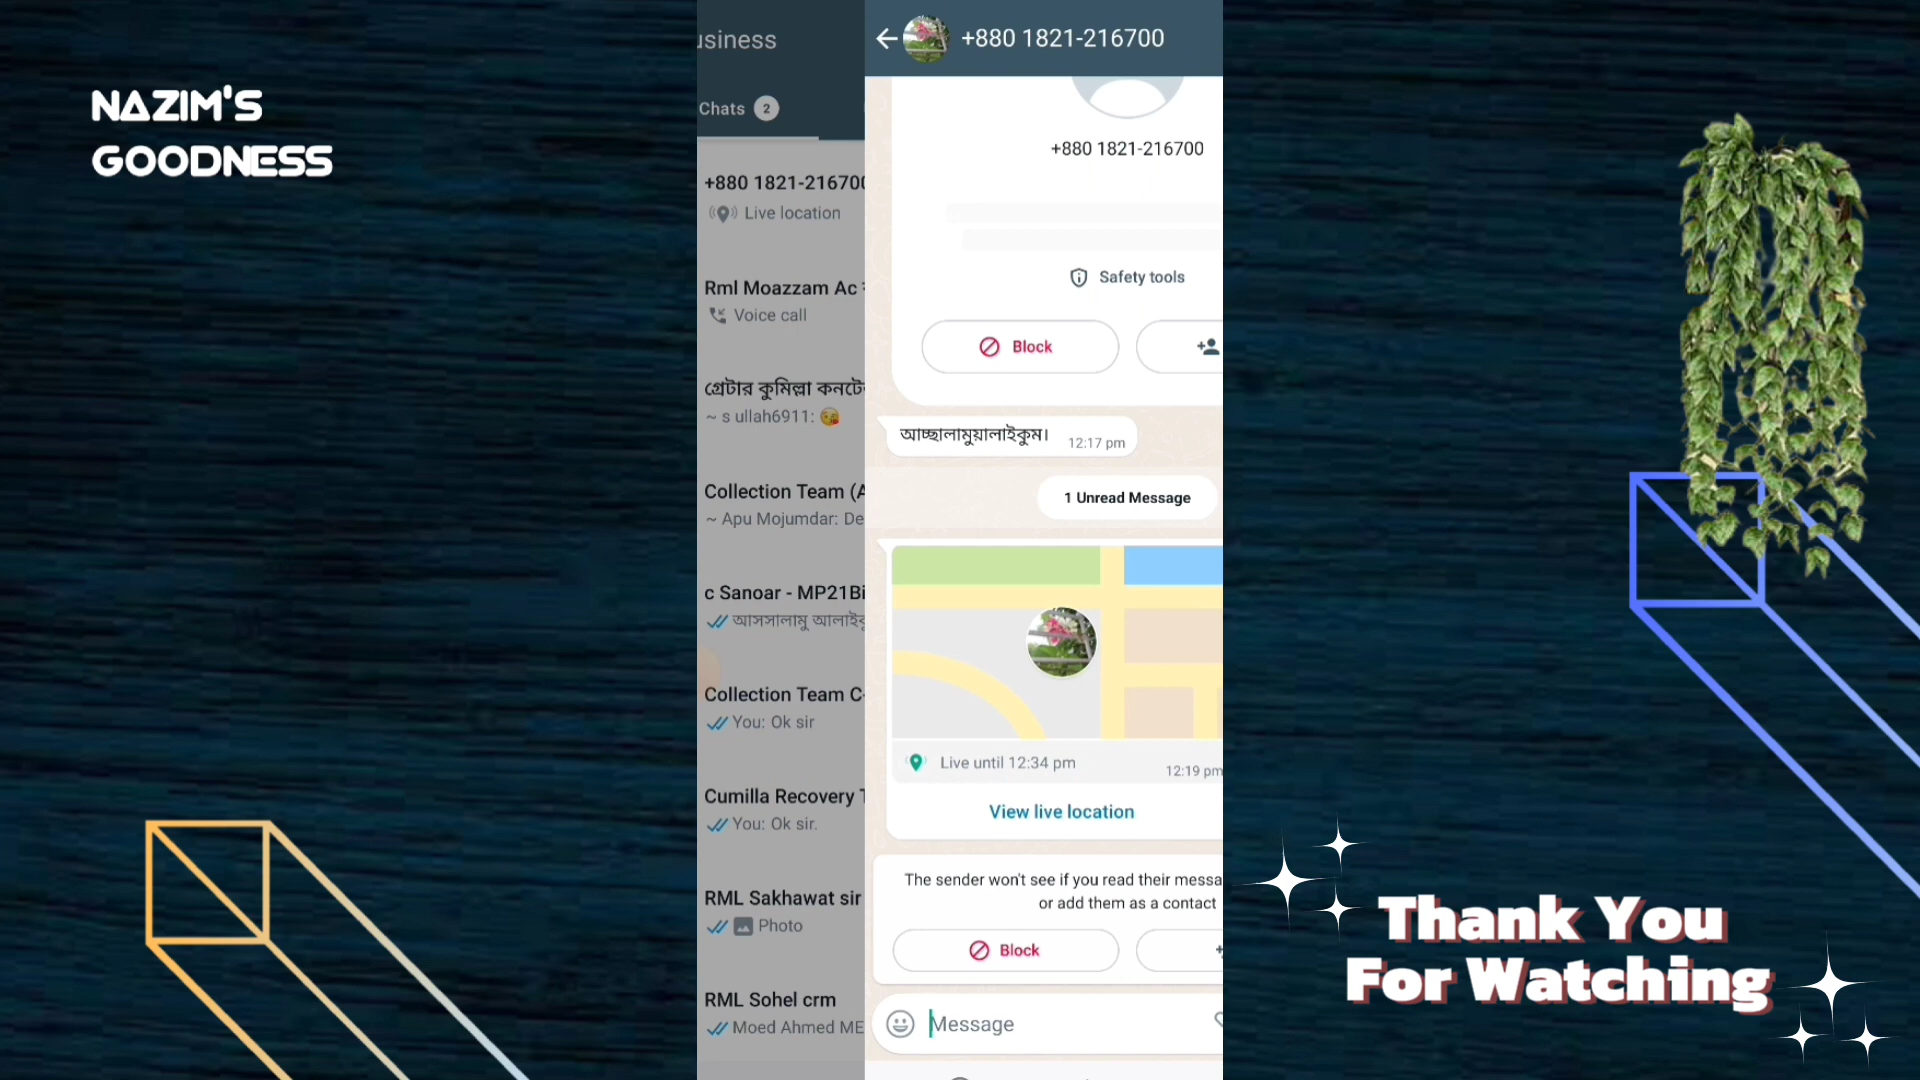 NAZIM'S
GOODNESS
usiness
Chats 2
+880 1821-216700
Live location
Rml Moazzam Ac
Voice call
গ্রেটার কুমিল্লা কনটে
~ s ullah6911: 😘
Collection Team (A
~ Apu Mojumdar: De
c Sanoar - MP21Bi
আসসালামু আলাইকু
Collection Team C-
You: Ok sir
Cumilla Recovery T
You: Ok sir.
RML Sakhawat sir
Photo
RML Sohel crm
Moed Ahmed ME
+880 1821-216700
+880 1821-216700
Safety tools
Block
আচ্ছালামুয়ালাইকুম। 12:17 pm
1 Unread Message
Live until 12:34 pm
12:19 pm
View live location
The sender won't see if you read their messa
or add them as a contact
Block
Message
Thank You
For Watching